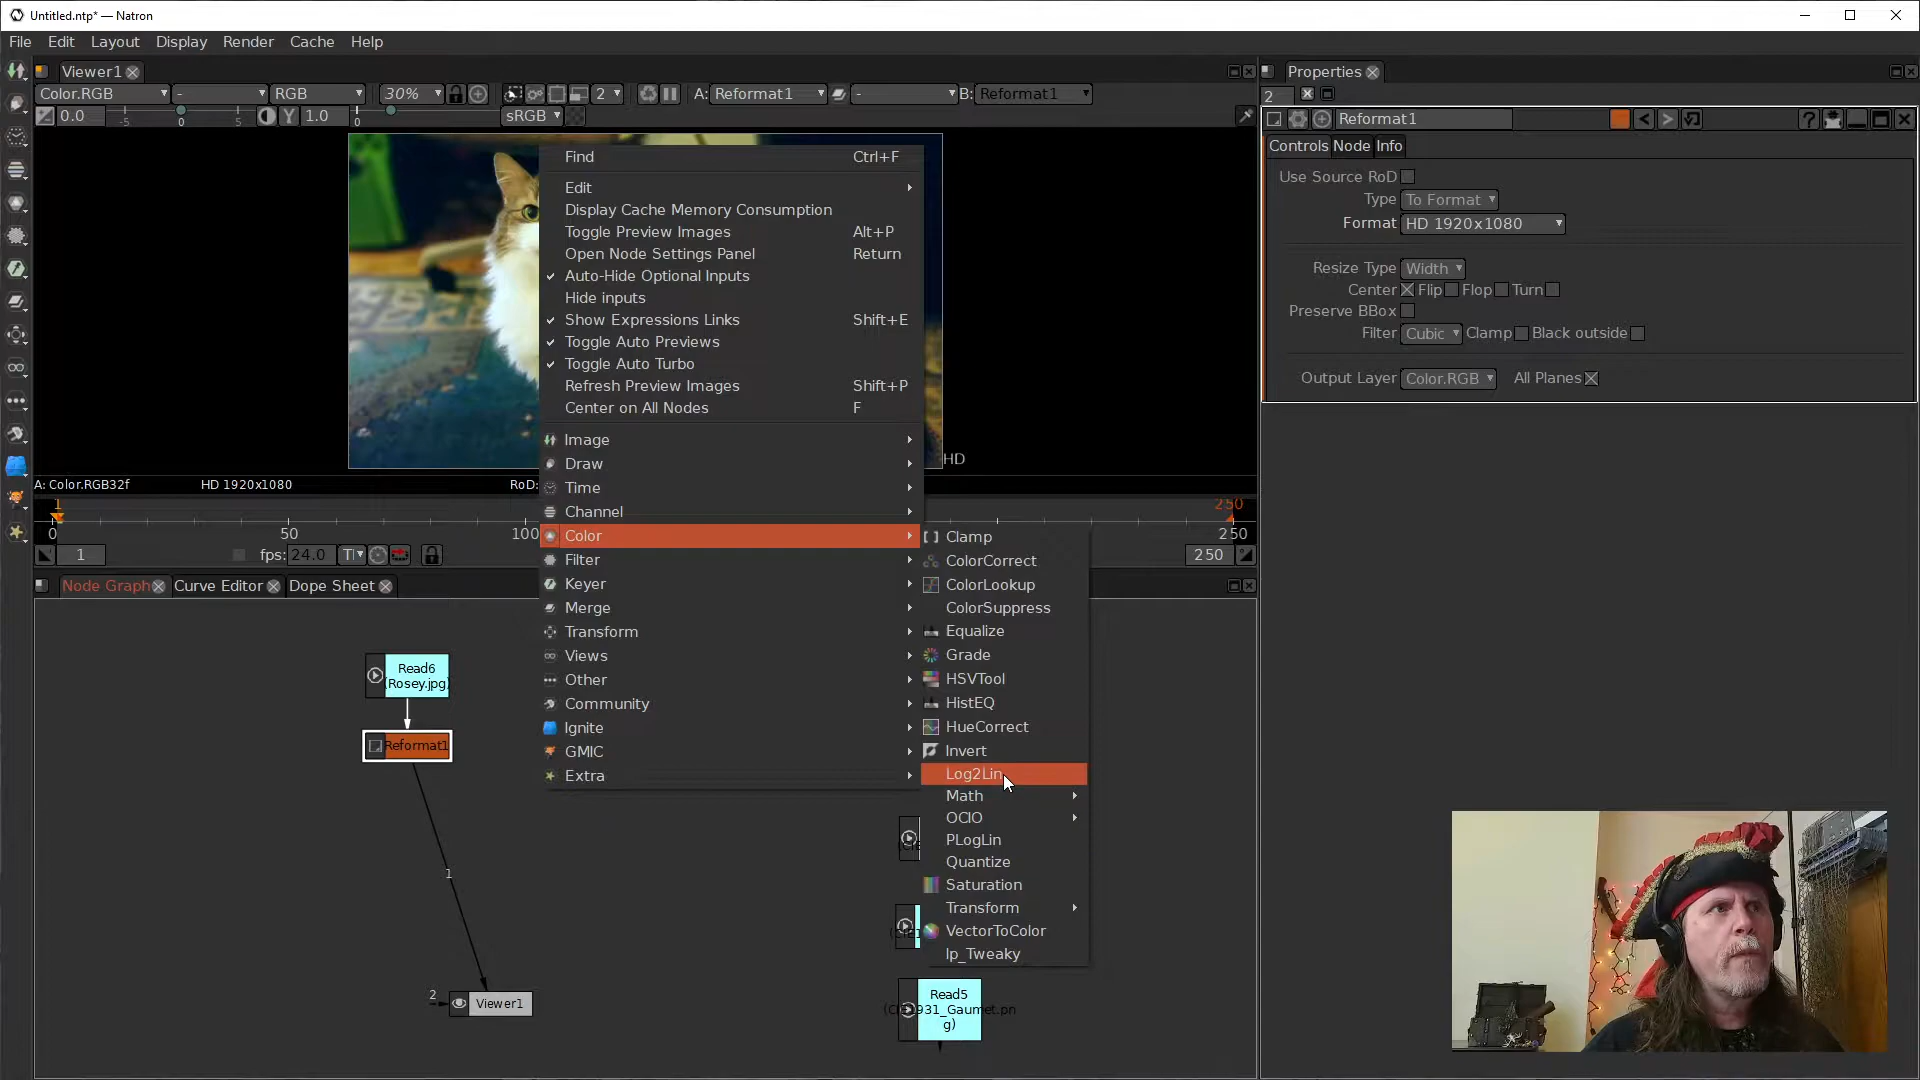 Untitled.ntp* — Natron
File Edit Layout Display Render Cache Help
Viewer1
Properties
Color.RGB - RGB 30% 2 A: Reformat1 - B: Reformat1
2
0.0 -5 0 5 Y 1.0 0 sRGB
Reformat1
Controls Node Info
Use Source RoD
Type To Format
Format HD 1920x1080
Resize Type Width
Center Flip Flop Turn
Preserve BBox
Filter Cubic Clamp Black outside
Output Layer Color.RGB All Planes
Find Ctrl+F
Edit
Display Cache Memory Consumption
Toggle Preview Images Alt+P
Open Node Settings Panel Return
Auto-Hide Optional Inputs
Hide inputs
Show Expressions Links Shift+E
Toggle Auto Previews
Toggle Auto Turbo
Refresh Preview Images Shift+P
Center on All Nodes F
Image
Draw
Time
Channel
Color
Filter
Keyer
Merge
Transform
Views
Other
Community
Ignite
GMIC
Extra
Clamp
ColorCorrect
ColorLookup
ColorSuppress
Equalize
Grade
HSVTool
HistEQ
HueCorrect
Invert
Log2Lin
Math
OCIO
PLogLin
Quantize
Saturation
Transform
VectorToColor
lp_Tweaky
HD
A: Color.RGB32f HD 1920x1080 RoD:
1 250
0 50 100 250
1 fps: 24.0 250
Node Graph Curve Editor Dope Sheet
Read6
(Rosey.jpg)
Reformat1
1
2 Viewer1
Read5
(CIE1931_Gaumet.pn
g)